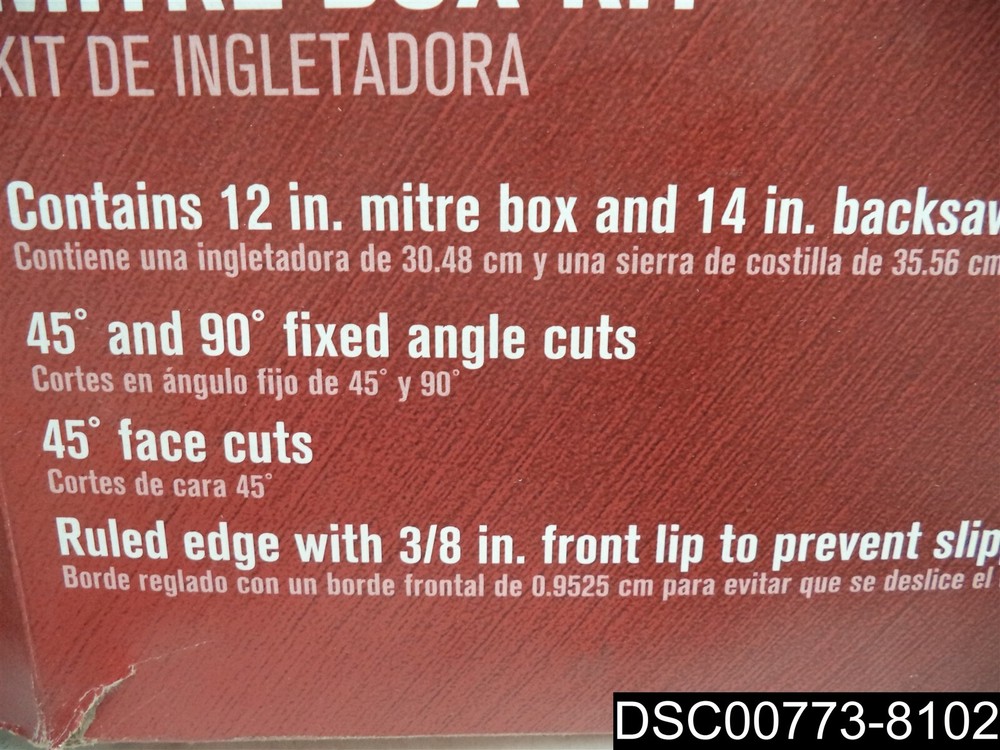 MITRE BOX KIT
KIT DE INGLETADORA
Contains 12 in. mitre box and 14 in.
Contiene una ingletadora de 30.48 cm y una sierra de costilla de 35.56 cm
45° and 90° fixed angle cuts
Cortes en ángulo fijo de 45° y 90°
45° face cuts
Cortes de cara 45°
Ruled edge with 3/8 in. front lip to prevent
Borde reglado con un borde frontal de 0.9525 cm para evitar que se deslice el
DSC00773-8102